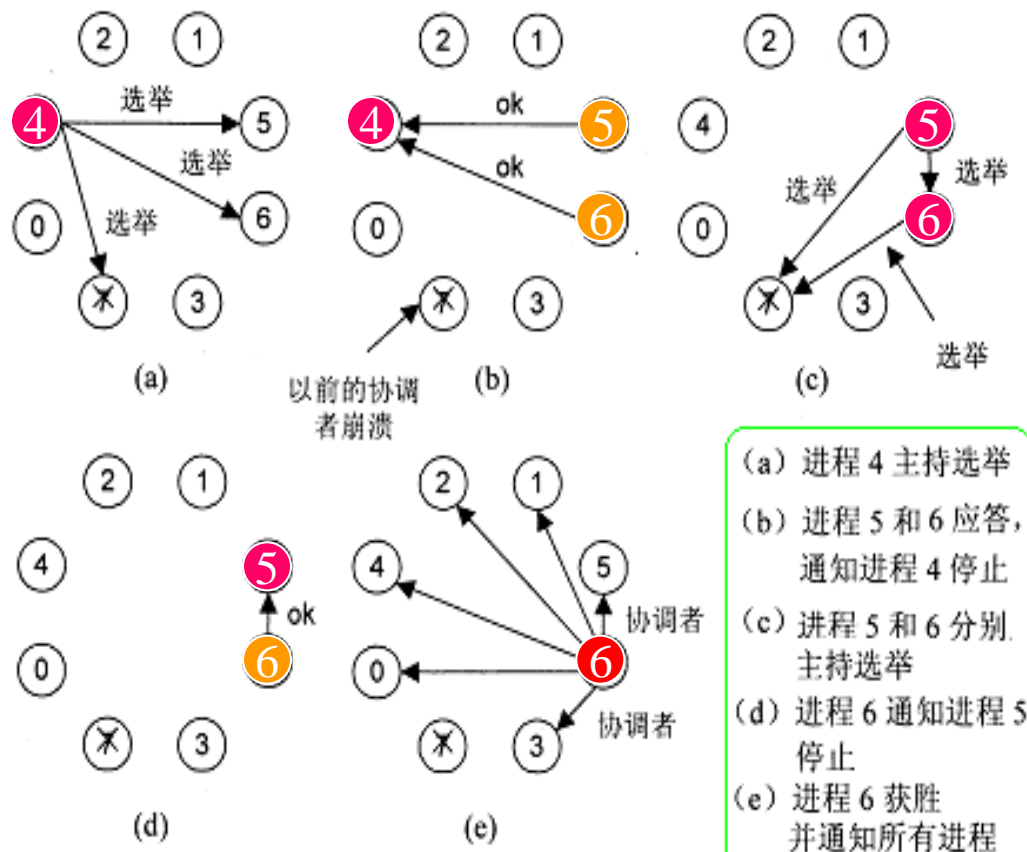 2 1
选举
4 5
选举
0 选举 6
7 3
(a)
2 1
ok
4 5
ok
0 6
7 3
以前的协调
者崩溃
(b)
2 1
4 5
选举 选举
0 6
7 3
选举
(c)
2 1
4 5
ok
0 6
7 3
(d)
2 1
4 5
协调者
0 6
协调者
7 3
(e)
(a) 进程 4 主持选举
(b) 进程 5 和 6 应答,
通知进程 4 停止
(c) 进程 5 和 6 分别
主持选举
(d) 进程 6 通知进程 5
停止
(e) 进程 6 获胜
并通知所有进程